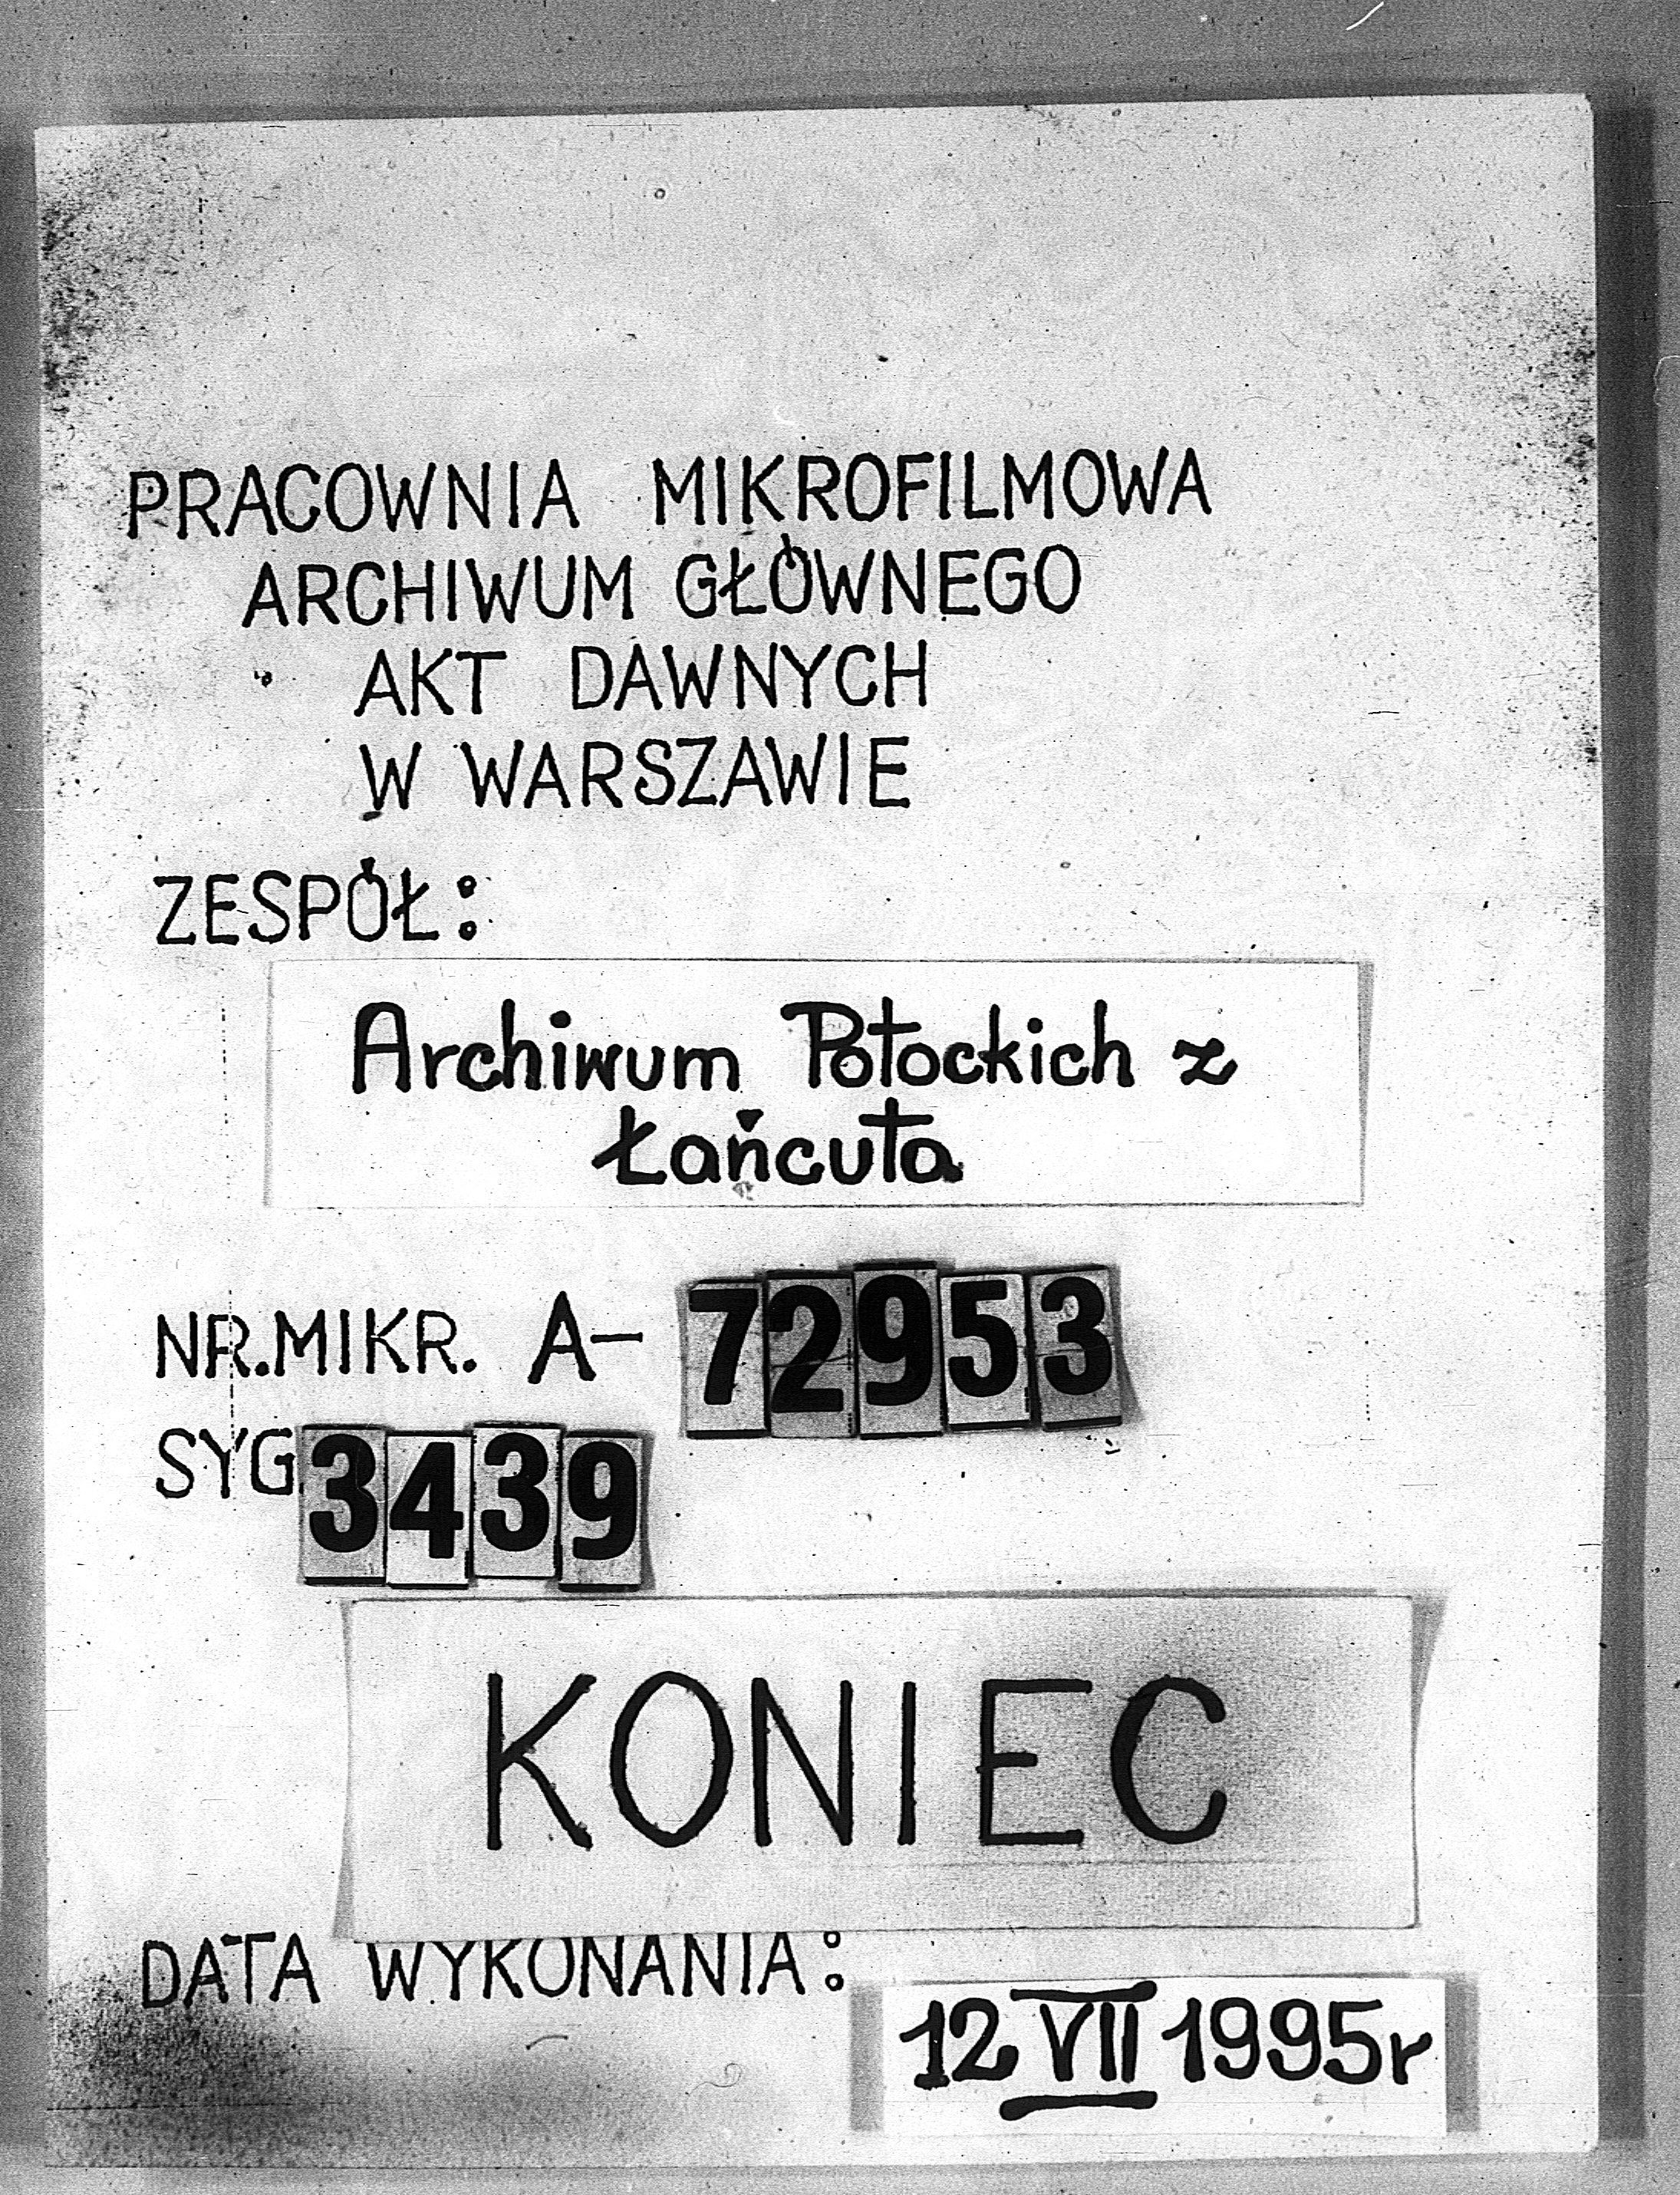 PRACOWNIA MIKROFILMOWA
ARCHIWUM GŁÓWNEGO
AKT DAWNYCH
W WARSZAWIE
ZESPÓŁ:
Archiwum Potockich z
Łańcuta
NR.MIKR. A- 72953
SYG. 3439
KONIEC
DATA WYKONANIA:
12 VII 1995r